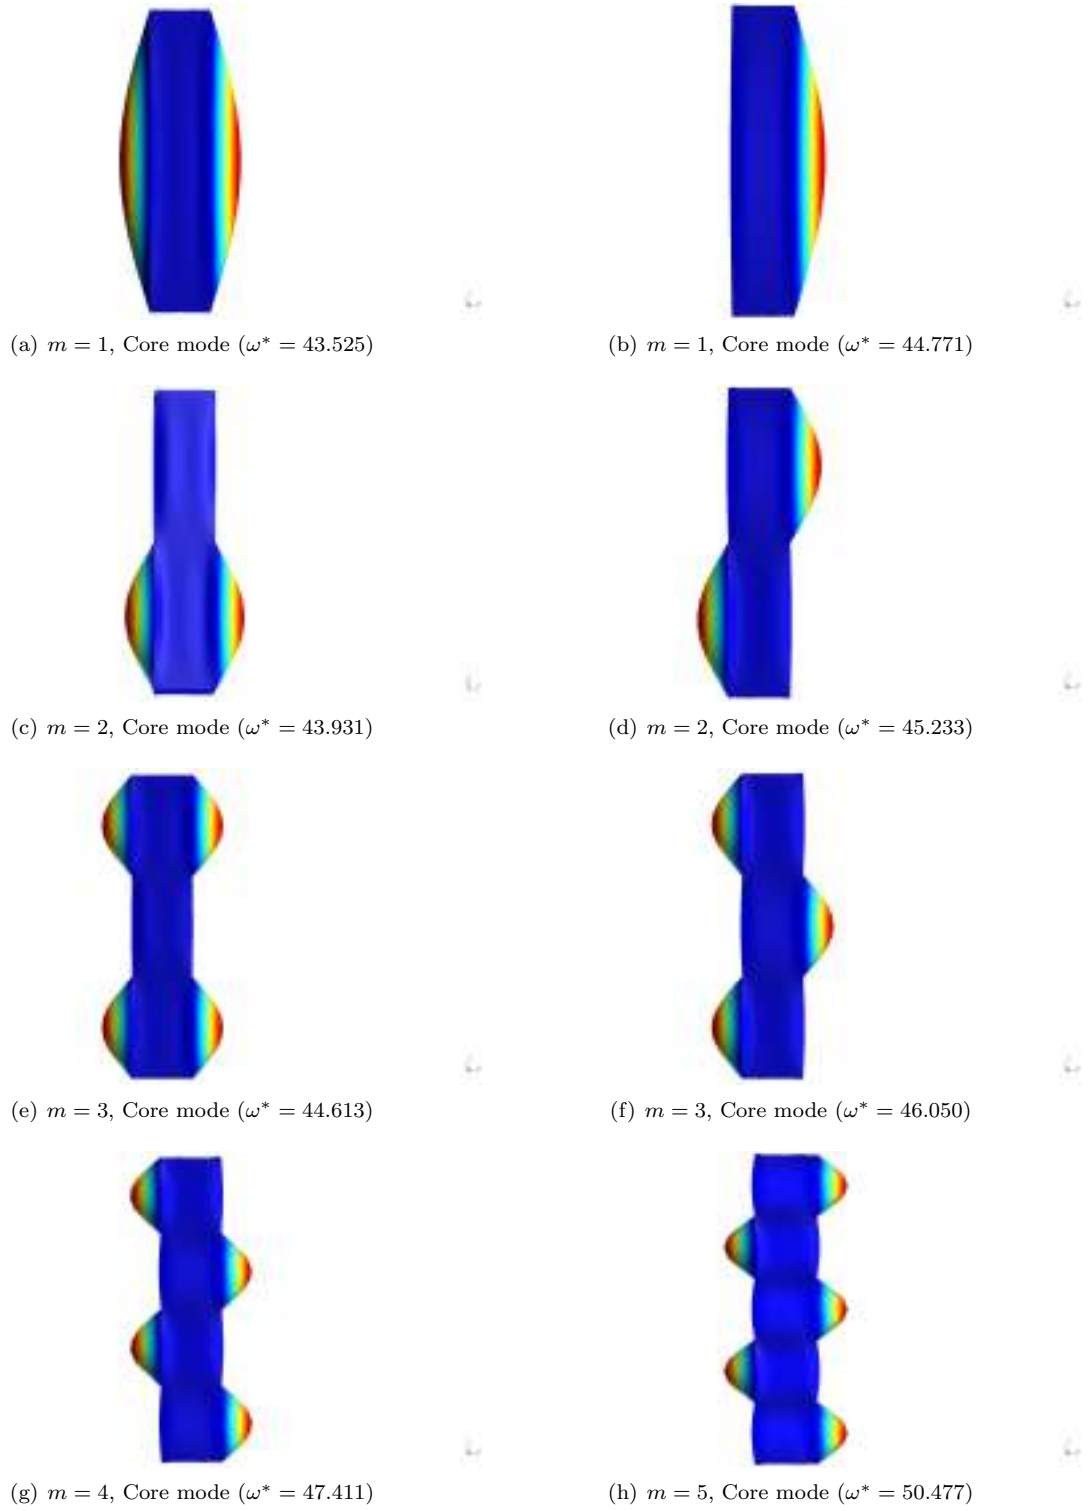 (a) m = 1, Core mode (ω* = 43.525)
(b) m = 1, Core mode (ω* = 44.771)
(c) m = 2, Core mode (ω* = 43.931)
(d) m = 2, Core mode (ω* = 45.233)
(e) m = 3, Core mode (ω* = 44.613)
(f) m = 3, Core mode (ω* = 46.050)
(g) m = 4, Core mode (ω* = 47.411)
(h) m = 5, Core mode (ω* = 50.477)